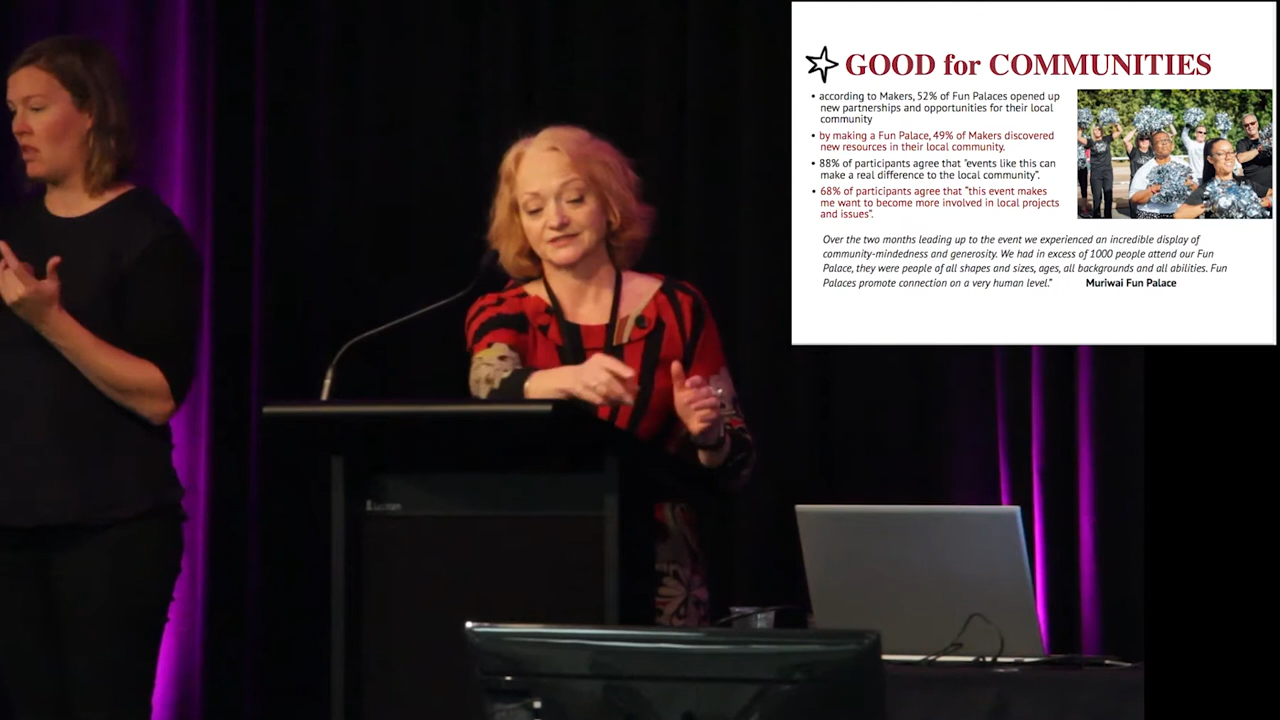 GOOD for COMMUNITIES
• according to Makers, 52% of Fun Palaces opened up
new partnerships and opportunities for their local
community
• by making a Fun Palace, 49% of Makers discovered
new resources in their local community.
• 88% of participants agree that "events like this can
make a real difference to the local community".
• 68% of participants agree that "this event makes
me want to become more involved in local projects
and issues".
Over the two months leading up to the event we experienced an incredible display of
community-mindedness and generosity. We had in excess of 1000 people attend our Fun
Palace, they were people of all shapes and sizes, ages, all backgrounds and all abilities. Fun
Palaces promote connection on a very human level." Muriwai Fun Palace